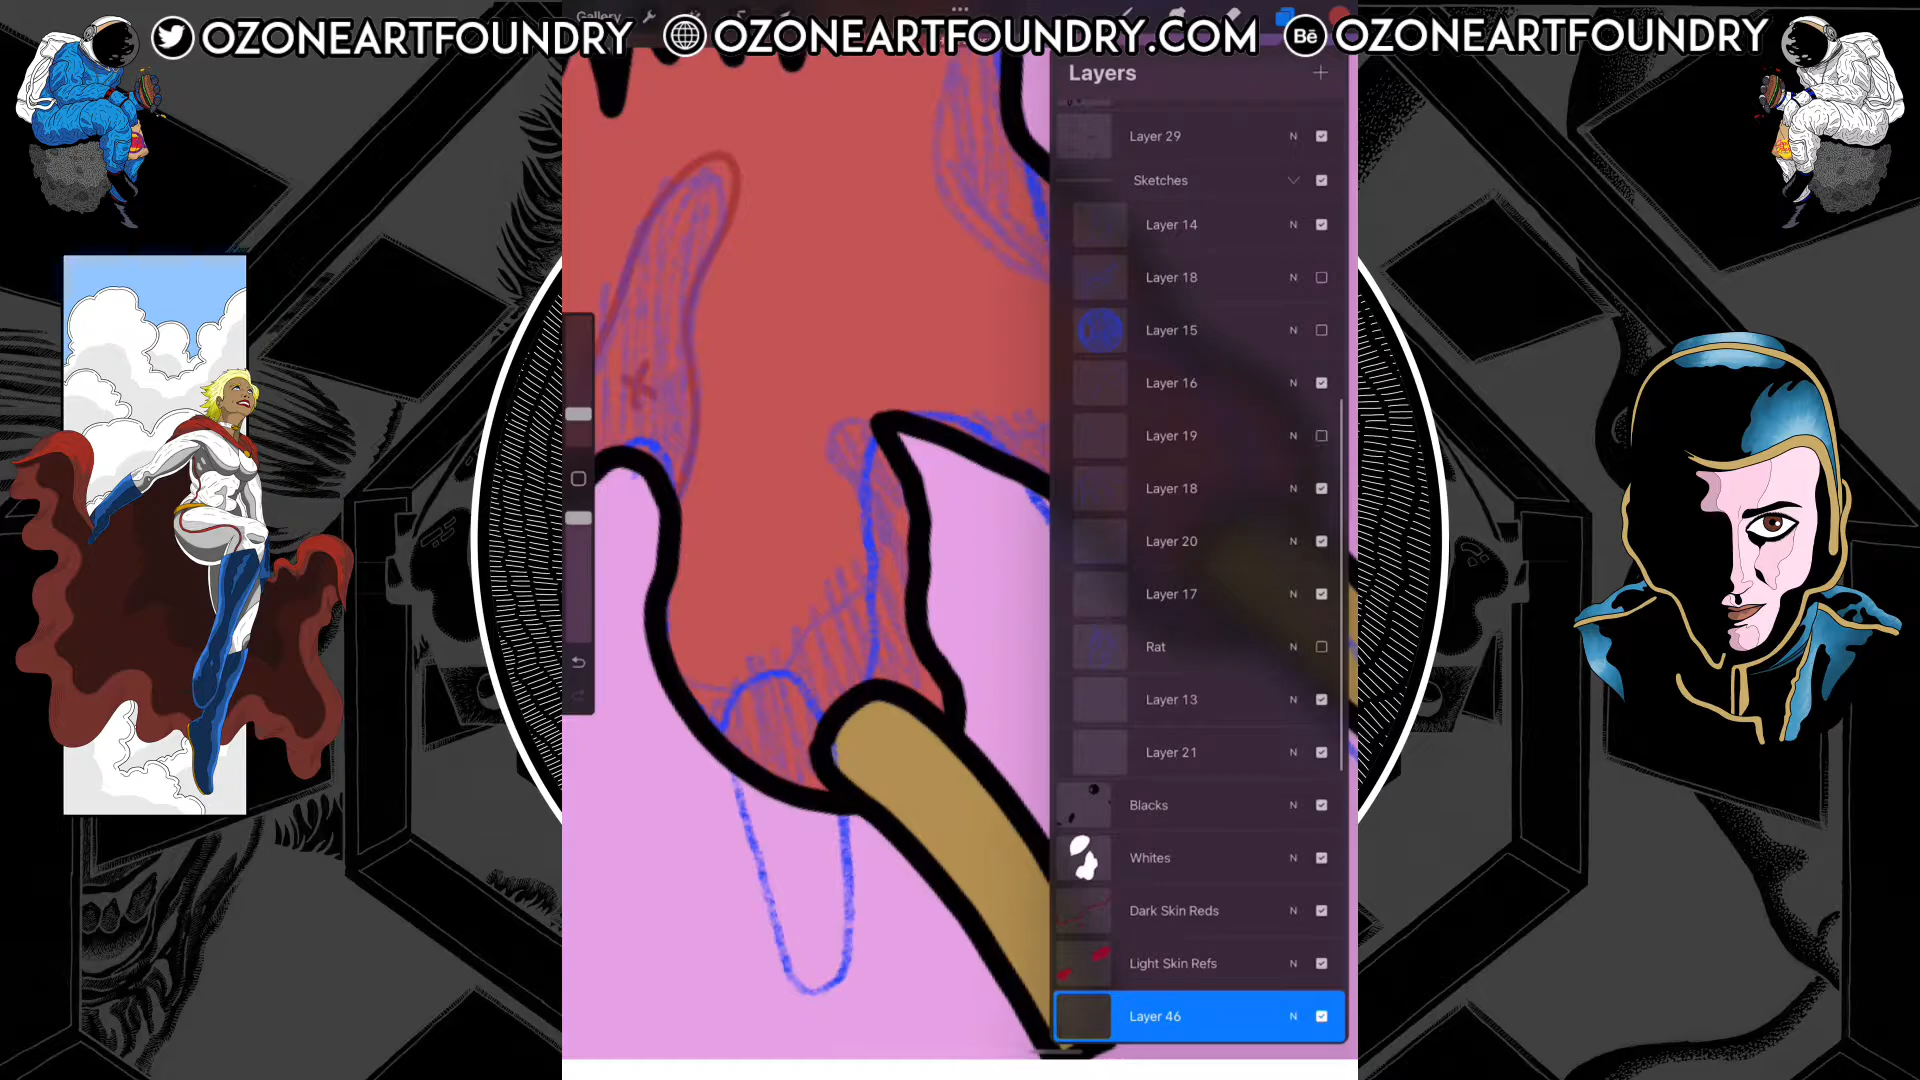 OZONEARTFOUNDRY OZONEARTFOUNDRY.COM Bē OZONEARTFOUNDRY
Gallery
Layers
Layer 29 N
Sketches
Layer 14 N
Layer 18 N
Layer 15 N
Layer 16 N
Layer 19 N
Layer 18 N
Layer 20 N
Layer 17 N
Rat N
Layer 13 N
Layer 21 N
Blacks N
Whites N
Dark Skin Reds N
Light Skin Refs N
Layer 46 N